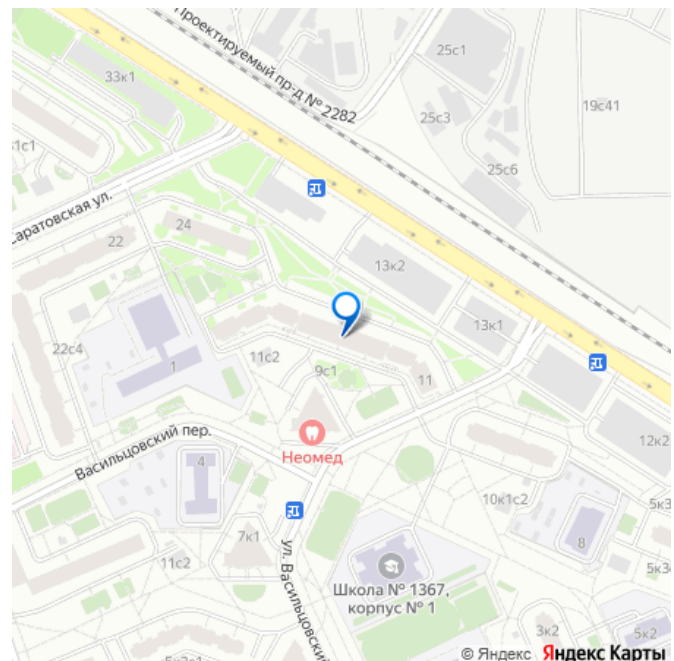 Проектируемый пр-д № 2282
25с1
33к1
19с41
25с3
25с6
Саратовская ул.
24
22
13к2
13к1
22с4
11с2
1
9с1
11
Неомед
Васильцовский пер.
4
12к2
10к1с2
5к3
7к1
8
11с2
ул. Васильцовский
Школа № 1367,
корпус № 1
5к3
3к2
5к2
© Яндекс Яндекс Карты